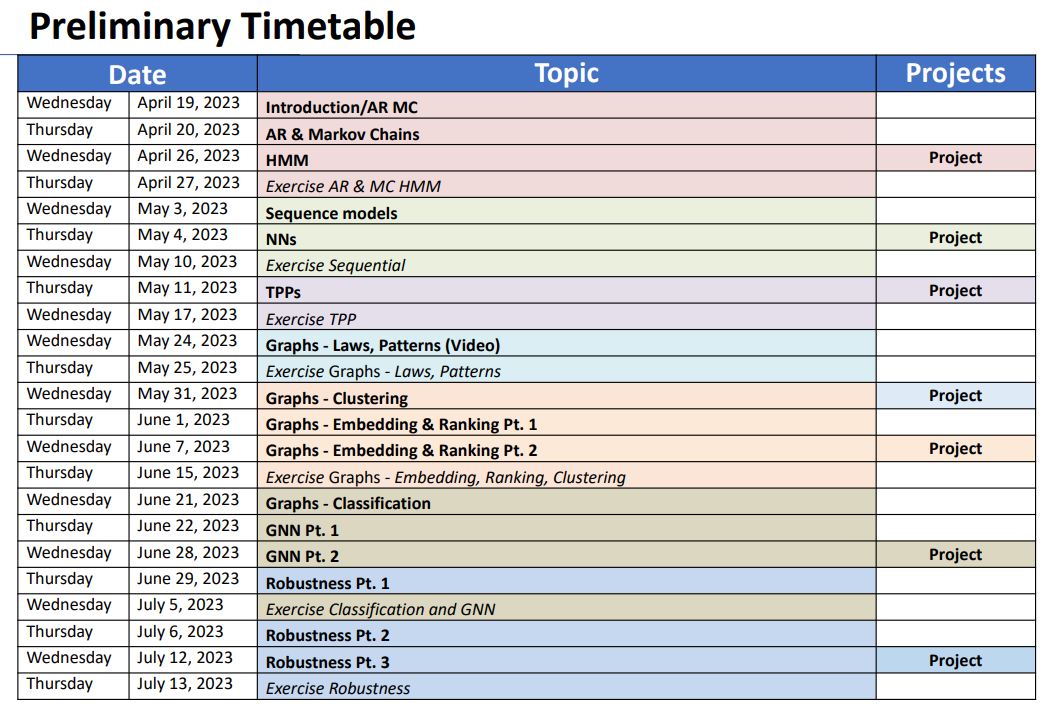 Preliminary Timetable
Date Topic Projects
Wednesday April 19, 2023 Introduction/AR MC
Thursday April 20, 2023 AR & Markov Chains
Wednesday April 26, 2023 HMM Project
Thursday April 27, 2023 Exercise AR & MC HMM
Wednesday May 3, 2023 Sequence models
Thursday May 4, 2023 NNs Project
Wednesday May 10, 2023 Exercise Sequential
Thursday May 11, 2023 TPPs Project
Wednesday May 17, 2023 Exercise TPP
Wednesday May 24, 2023 Graphs - Laws, Patterns (Video)
Thursday May 25, 2023 Exercise Graphs - Laws, Patterns
Wednesday May 31, 2023 Graphs - Clustering Project
Thursday June 1, 2023 Graphs - Embedding & Ranking Pt. 1
Wednesday June 7, 2023 Graphs - Embedding & Ranking Pt. 2 Project
Thursday June 15, 2023 Exercise Graphs - Embedding, Ranking, Clustering
Wednesday June 21, 2023 Graphs - Classification
Thursday June 22, 2023 GNN Pt. 1
Wednesday June 28, 2023 GNN Pt. 2 Project
Thursday June 29, 2023 Robustness Pt. 1
Wednesday July 5, 2023 Exercise Classification and GNN
Thursday July 6, 2023 Robustness Pt. 2
Wednesday July 12, 2023 Robustness Pt. 3 Project
Thursday July 13, 2023 Exercise Robustness